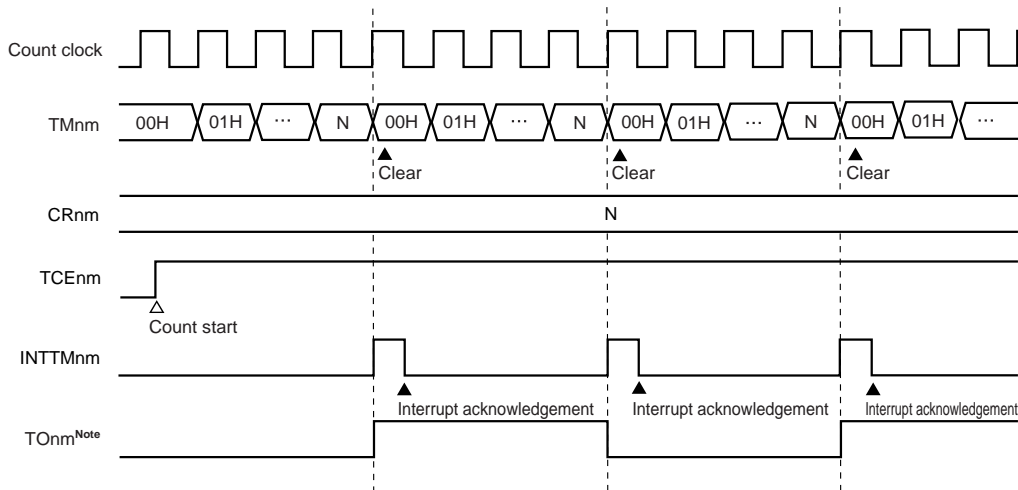 Count clock
TMnm 00H 01H ... N 00H 01H ... N 00H 01H ... N 00H 01H ...
Clear Clear Clear
CRnm N
TCEnm
Count start
INTTMnm
Interrupt acknowledgement Interrupt acknowledgement Interrupt acknowledgement
TOnmNote